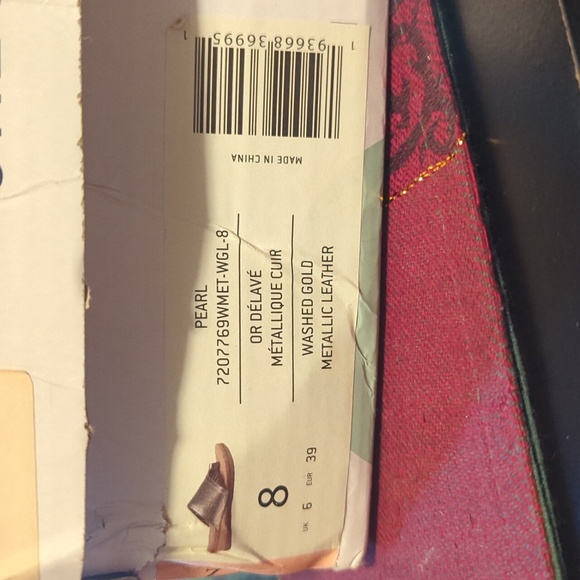 PEARL
7207769WMET-WGL-8
OR DÉLAVÉ
MÉTALLIQUE CUIR
WASHED GOLD
METALLIC LEATHER
8
UK 6 EUR 39
MADE IN CHINA
1 93668 36995 1